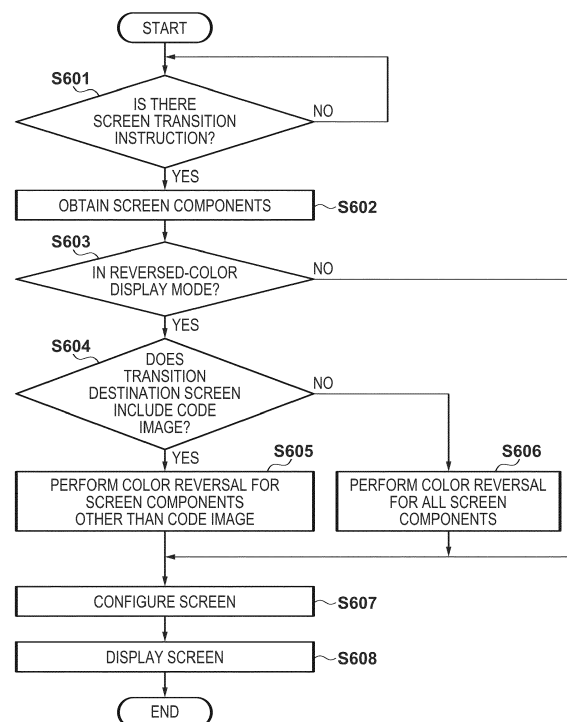 START
S601
IS THERE
SCREEN TRANSITION
INSTRUCTION?
NO
YES
OBTAIN SCREEN COMPONENTS
S602
S603
IN REVERSED-COLOR
DISPLAY MODE?
NO
YES
S604
DOES
TRANSITION
DESTINATION SCREEN
INCLUDE CODE
IMAGE?
NO
YES
S605
PERFORM COLOR REVERSAL FOR
SCREEN COMPONENTS
OTHER THAN CODE IMAGE
S606
PERFORM COLOR REVERSAL
FOR ALL SCREEN
COMPONENTS
CONFIGURE SCREEN
S607
DISPLAY SCREEN
S608
END